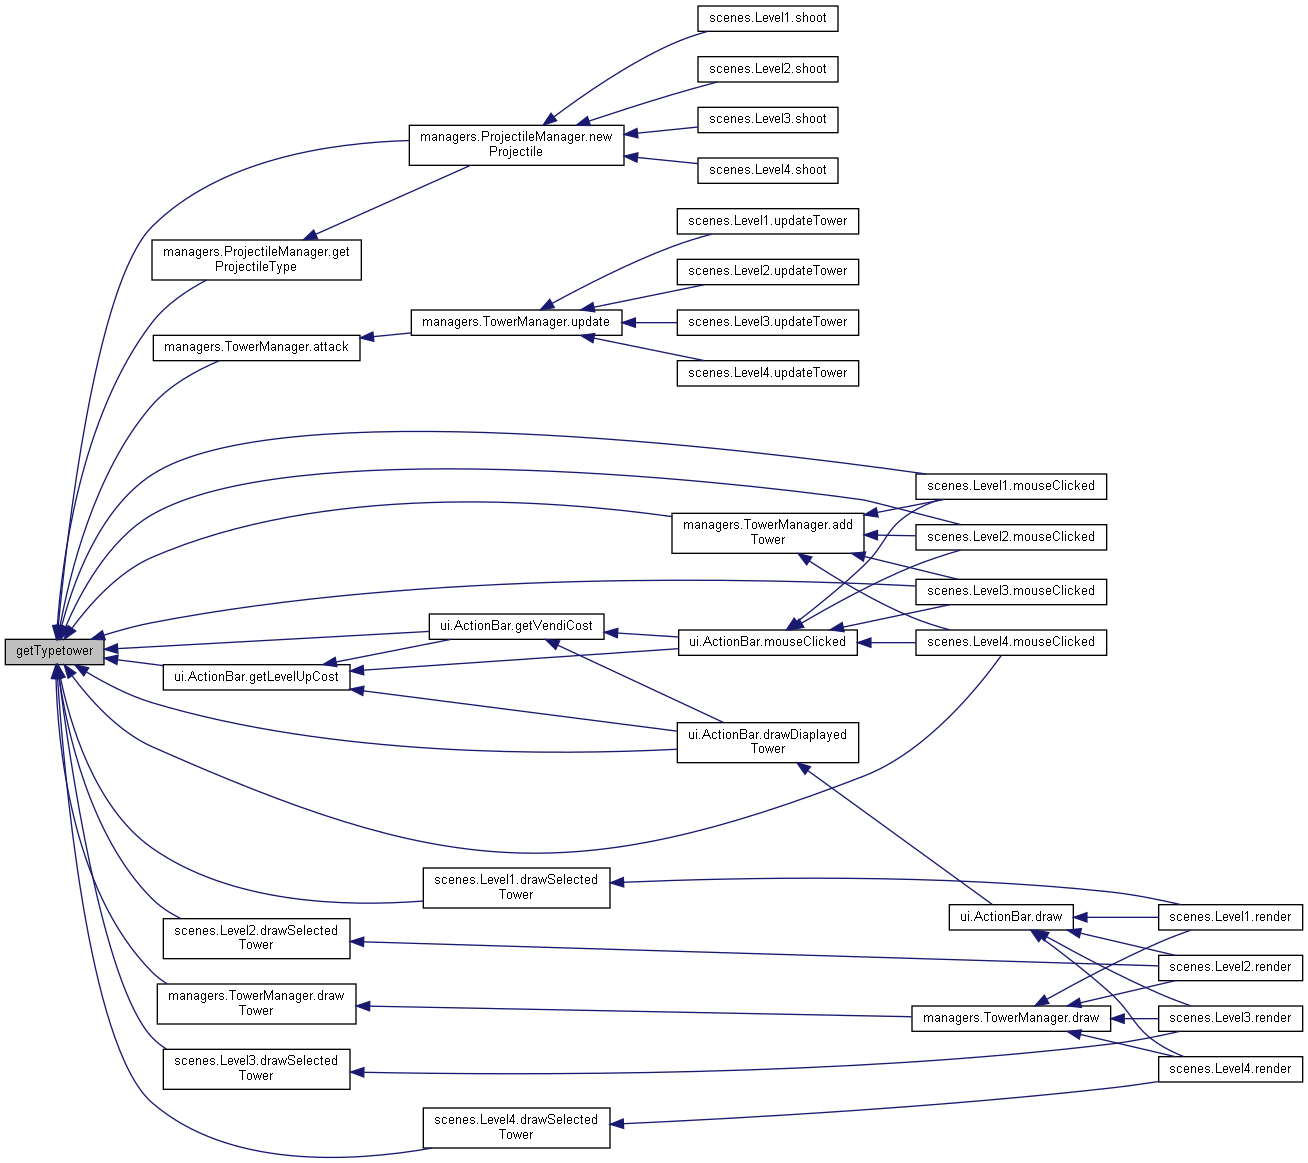 scenes.Level1.shoot
scenes.Level2.shoot
scenes.Level3.shoot
scenes.Level4.shoot
managers.ProjectileManager.new
Projectile
managers.ProjectileManager.get
ProjectileType
scenes.Level1.updateTower
scenes.Level2.updateTower
scenes.Level3.updateTower
scenes.Level4.updateTower
managers.TowerManager.update
managers.TowerManager.attack
scenes.Level1.mouseClicked
scenes.Level2.mouseClicked
scenes.Level3.mouseClicked
scenes.Level4.mouseClicked
managers.TowerManager.add
Tower
ui.ActionBar.getVendiCost
ui.ActionBar.mouseClicked
getTypetower
ui.ActionBar.getLevelUpCost
ui.ActionBar.drawDiaplayed
Tower
scenes.Level1.drawSelected
Tower
scenes.Level2.drawSelected
Tower
managers.TowerManager.draw
Tower
scenes.Level3.drawSelected
Tower
scenes.Level4.drawSelected
Tower
ui.ActionBar.draw
managers.TowerManager.draw
scenes.Level1.render
scenes.Level2.render
scenes.Level3.render
scenes.Level4.render